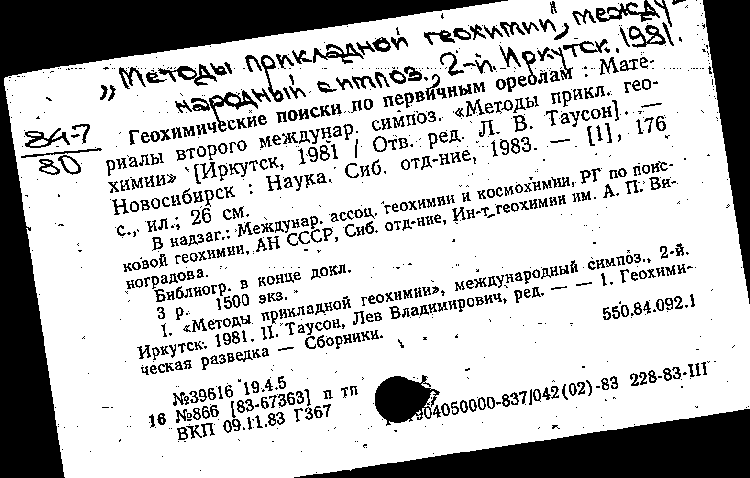 „Методы прикладной геохимии", между-
народный симпоз., 2-й. Иркутск. 1981.
84-7
80
Геохимические поиски по первичным ореолам : Мате-
риалы второго междунар. симпоз. «Методы прикл. гео-
химии» [Иркутск, 1981 / Отв. ред. Л. В. Таусон]. —
Новосибирск : Наука. Сиб. отд-ние, 1983. — [1], 176
с., ил.; 26 см.
В надзаг.: Междунар. ассоц. геохимии и космохимии, РГ по поис-
ковой геохимии, АН СССР, Сиб. отд-ние, Ин-т геохимии им. А. П. Ви-
ноградова.
Библиогр. в конце докл.
3 р. 1500 экз.
1. «Методы прикладной геохимии», международный симпоз., 2-й.
Иркутск. 1981. II. Таусон, Лев Владимирович, ред. — — 1. Геохими-
ческая разведка — Сборники.
550.84.092.1
№39616 19.4.5
16 №866 [83-67363] п тп
ВКП 09.11.83 Г367
1904050000-837/042(02)-83 228-83-III